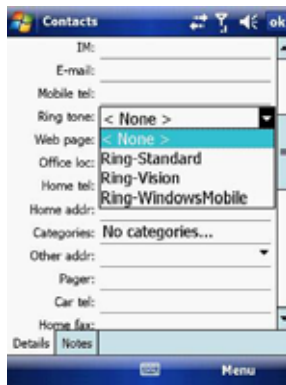 Contacts ok
IM:
E-mail:
Mobile tel:
Ring tone: < None >
Web page: < None >
Office loc: Ring-Standard
Home tel: Ring-Vision
Home addr: Ring-WindowsMobile
Categories: No categories...
Other addr:
Pager:
Car tel:
Home fax:
Details Notes
Menu